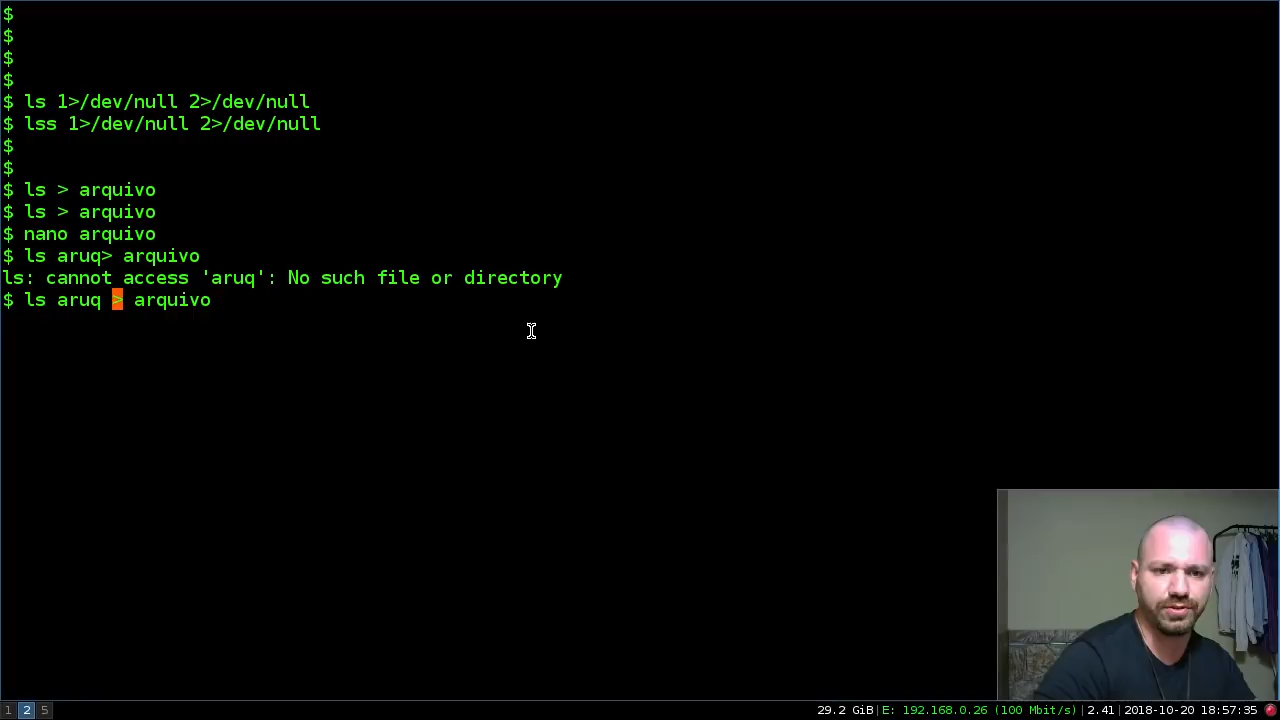 $
$
$
$
$ ls 1>/dev/null 2>/dev/null
$ lss 1>/dev/null 2>/dev/null
$
$
$ ls > arquivo
$ ls > arquivo
$ nano arquivo
$ ls aruq> arquivo
ls: cannot access 'aruq': No such file or directory
$ ls aruq > arquivo
1 2 5 29.2 GiB|E: 192.168.0.26 (100 Mbit/s)|2.41|2018-10-20 18:57:35